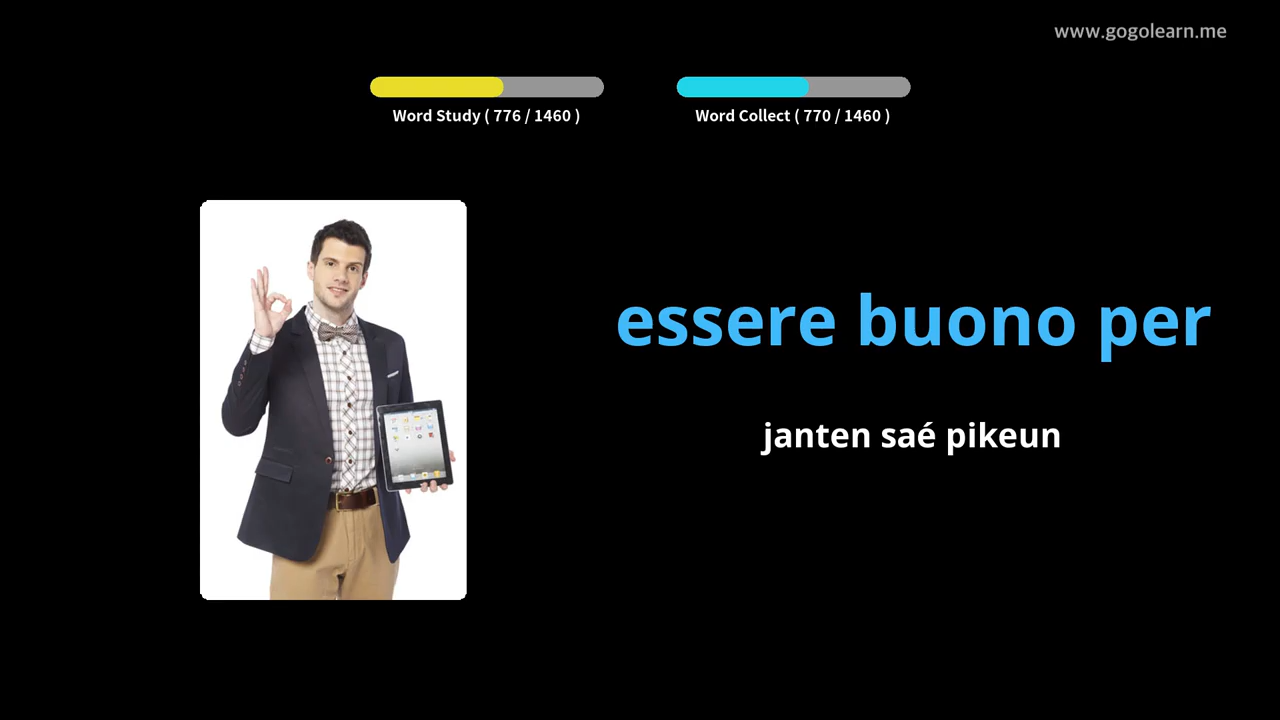 www.gogolearn.me
Word Study ( 776 / 1460 )
Word Collect ( 770 / 1460 )
essere buono per
janten saé pikeun